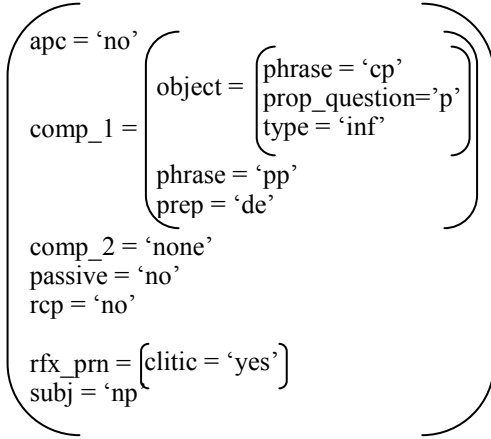 apc = ‘no’
object =
phrase = ‘cp’
prop_question=’p’
type = ‘inf’
comp_1 =
phrase = ‘pp’
prep = ‘de’
comp_2 = ‘none’
passive = ‘no’
rcp = ‘no’
rfx_prn = clitic = ‘yes’
subj = ‘np’